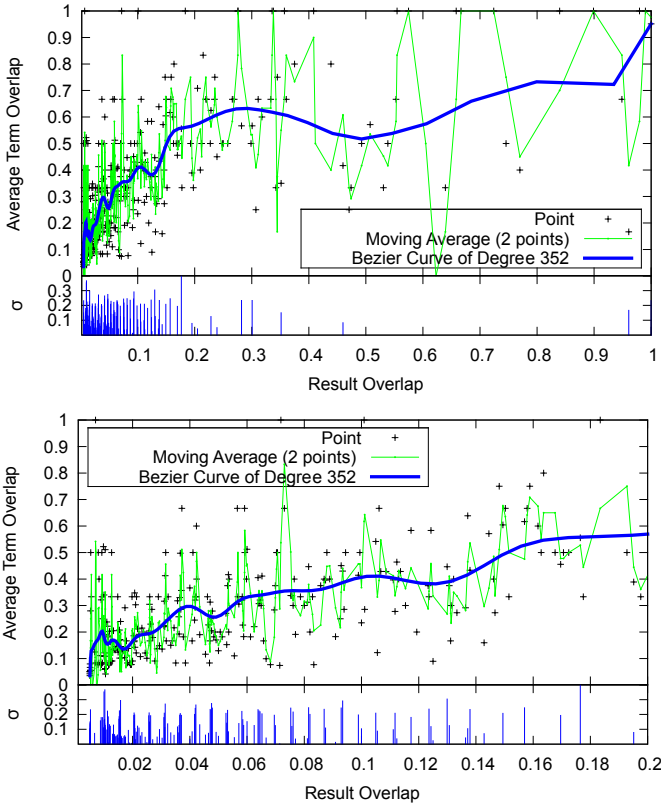 1
0.9
0.8
0.7
0.6
0.5
0.4
0.3
0.2
0.1
0
Average Term Overlap
Point
Moving Average (2 points)
Bezier Curve of Degree 352
0.3
0.2
0.1
σ
0.1 0.2 0.3 0.4 0.5 0.6 0.7 0.8 0.9 1
Result Overlap
1
0.9
0.8
0.7
0.6
0.5
0.4
0.3
0.2
0.1
0
Average Term Overlap
Point
Moving Average (2 points)
Bezier Curve of Degree 352
0.3
0.2
0.1
σ
0.02 0.04 0.06 0.08 0.1 0.12 0.14 0.16 0.18 0.2
Result Overlap